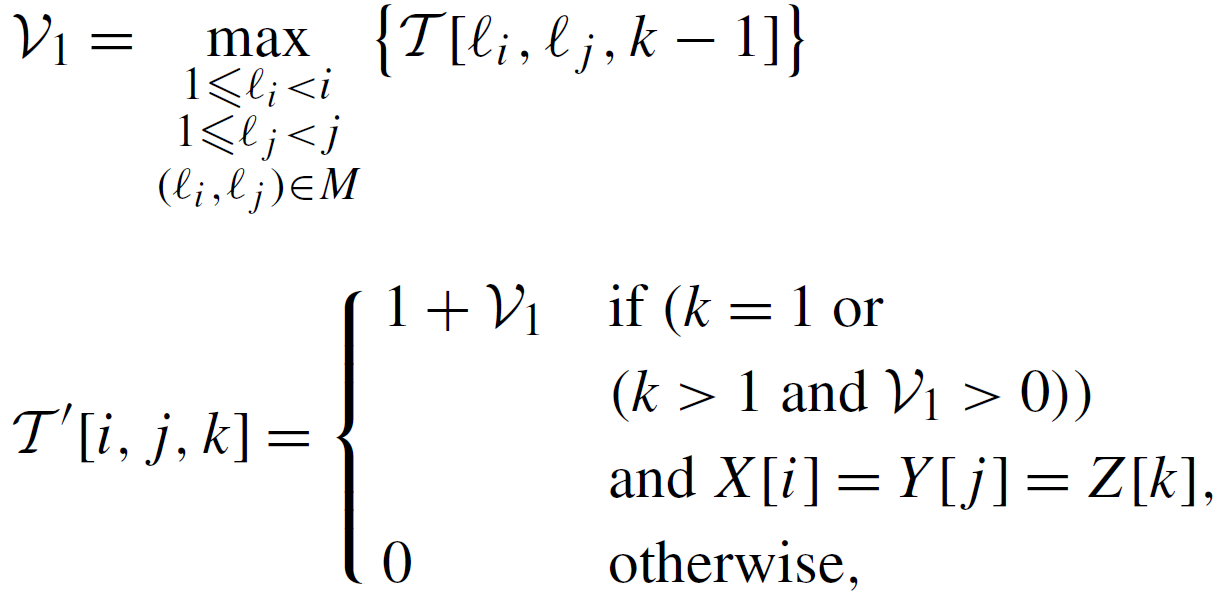 𝒱₁ = max {𝒯[ℓᵢ, ℓⱼ, k − 1]}
1⩽ℓᵢ<i
1⩽ℓⱼ<j
(ℓᵢ,ℓⱼ)∈M
1 + 𝒱₁ if (k = 1 or
(k > 1 and 𝒱₁ > 0))
𝒯′[i, j, k] = {
and X[i] = Y[j] = Z[k],
0 otherwise,